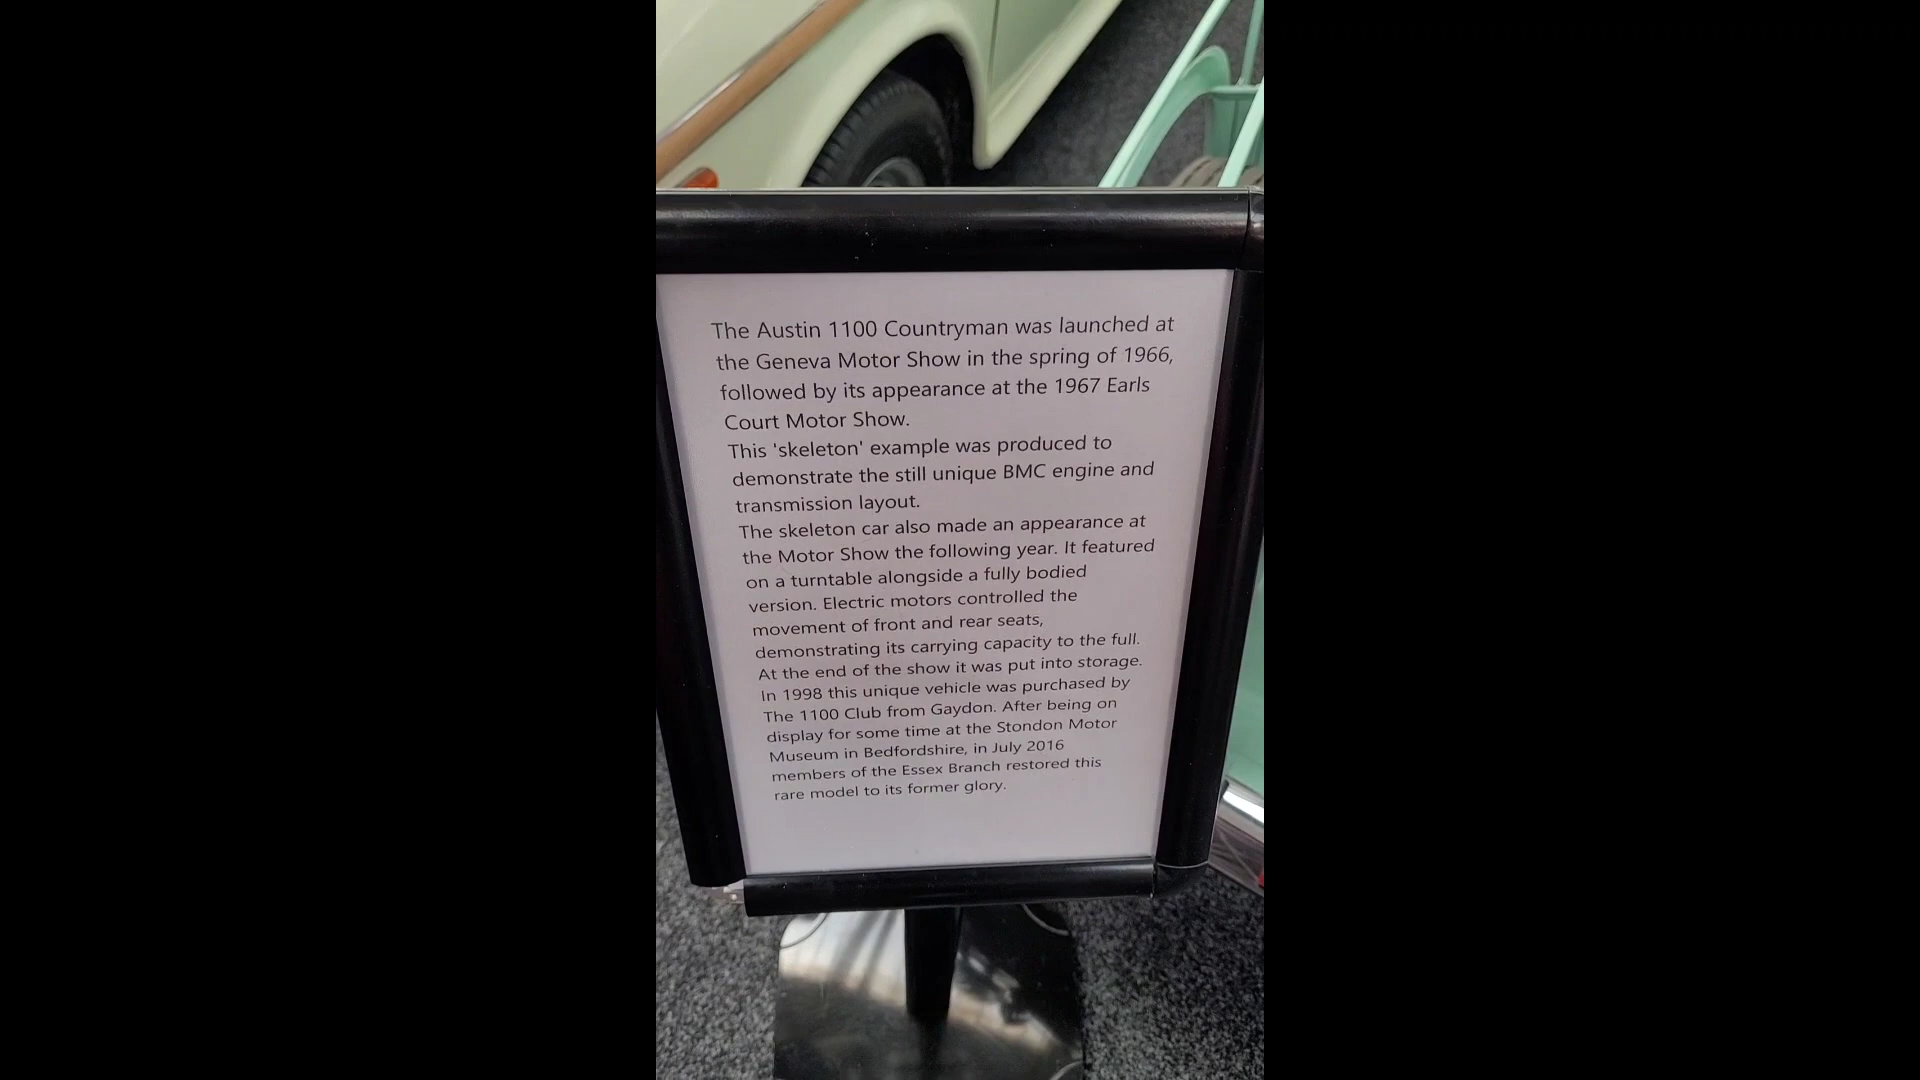 The Austin 1100 Countryman was launched at
the Geneva Motor Show in the spring of 1966,
followed by its appearance at the 1967 Earls
Court Motor Show.
This 'skeleton' example was produced to
demonstrate the still unique BMC engine and
transmission layout.
The skeleton car also made an appearance at
the Motor Show the following year. It featured
on a turntable alongside a fully bodied
version. Electric motors controlled the
movement of front and rear seats,
demonstrating its carrying capacity to the full.
At the end of the show it was put into storage.
In 1998 this unique vehicle was purchased by
The 1100 Club from Gaydon. After being on
display for some time at the Stondon Motor
Museum in Bedfordshire, in July 2016
members of the Essex Branch restored this
rare model to its former glory.